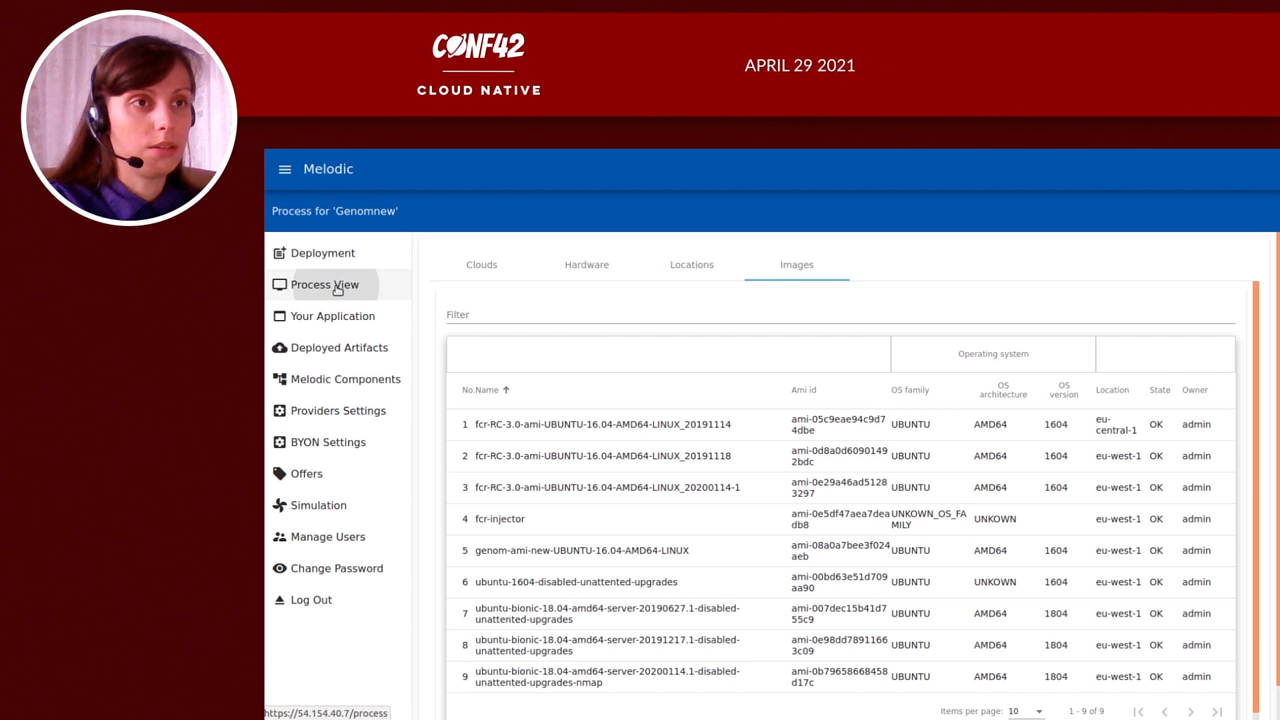 CONF42
CLOUD NATIVE
APRIL 29 2021
Melodic
Process for 'Genomnew'
Deployment
Process View
Your Application
Deployed Artifacts
Melodic Components
Providers Settings
BYON Settings
Offers
Simulation
Manage Users
Change Password
Log Out
https://54.154.40.7/process
Clouds Hardware Locations Images
Filter
Operating system
No. Name Ami id OS family OS architecture OS version Location State Owner
1 fcr-RC-3.0-ami-UBUNTU-16.04-AMD64-LINUX_20191114 ami-05c9eae94c9d74dbe UBUNTU AMD64 1604 eu-central-1 OK admin
2 fcr-RC-3.0-ami-UBUNTU-16.04-AMD64-LINUX_20191118 ami-0d8a0d60901492bdc UBUNTU AMD64 1604 eu-west-1 OK admin
3 fcr-RC-3.0-ami-UBUNTU-16.04-AMD64-LINUX_20200114-1 ami-0e29a46ad51283297 UBUNTU AMD64 1604 eu-west-1 OK admin
4 fcr-injector ami-0e5df47aea7deadb8 UNKOWN_OS_FAMILY UNKOWN eu-west-1 OK admin
5 genom-ami-new-UBUNTU-16.04-AMD64-LINUX ami-08a0a7bee3f024aeb UBUNTU AMD64 1604 eu-west-1 OK admin
6 ubuntu-1604-disabled-unattented-upgrades ami-00bd63e51d709aa90 UBUNTU UNKOWN 1604 eu-west-1 OK admin
7 ubuntu-bionic-18.04-amd64-server-20190627.1-disabled-unattented-upgrades ami-007dec15b41d755c9 UBUNTU AMD64 1804 eu-west-1 OK admin
8 ubuntu-bionic-18.04-amd64-server-20191217.1-disabled-unattented-upgrades ami-0e98dd78911663c09 UBUNTU AMD64 1804 eu-west-1 OK admin
9 ubuntu-bionic-18.04-amd64-server-20200114.1-disabled-unattented-upgrades-nmap ami-0b79658668458d17c UBUNTU AMD64 1804 eu-west-1 OK admin
Items per page: 10 1 - 9 of 9